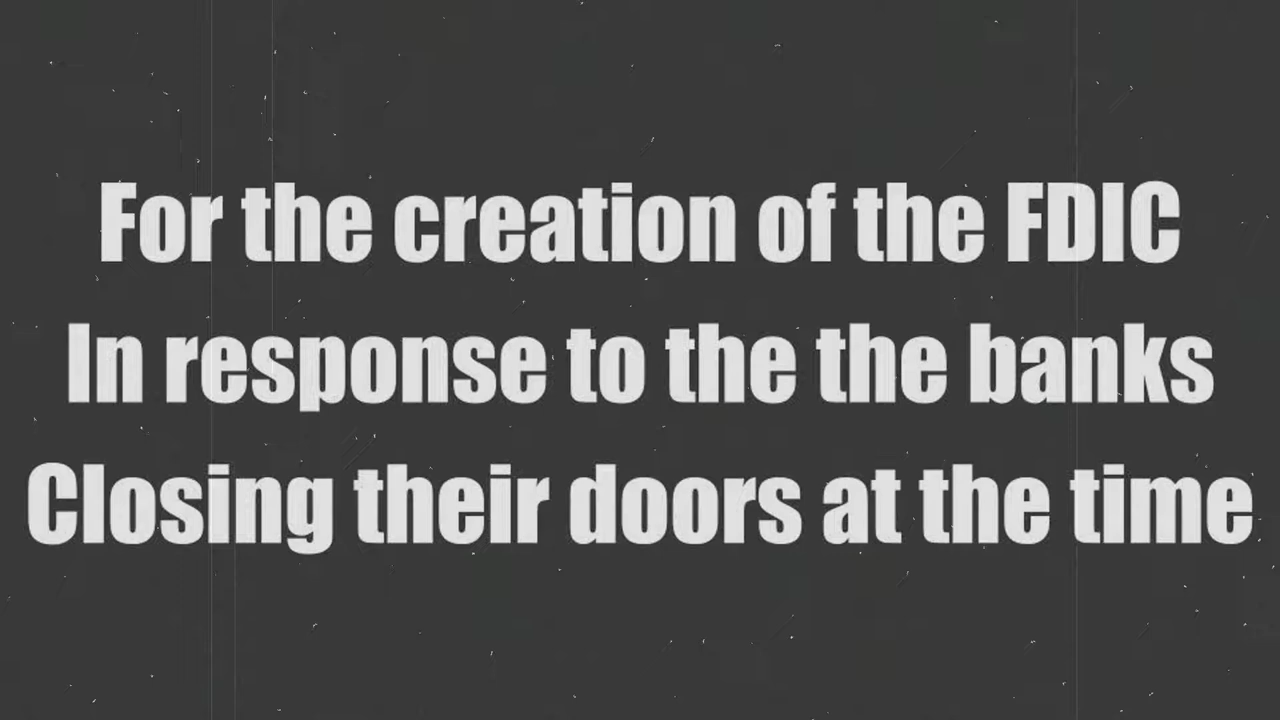 For the creation of the FDIC
In response to the the banks
Closing their doors at the time